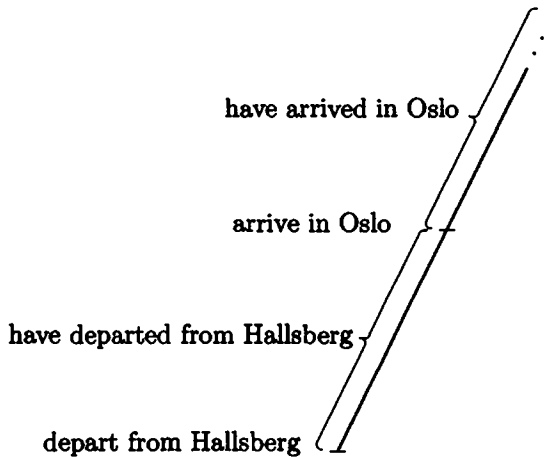 have arrived in Oslo
arrive in Oslo
have departed from Hallsberg
depart from Hallsberg